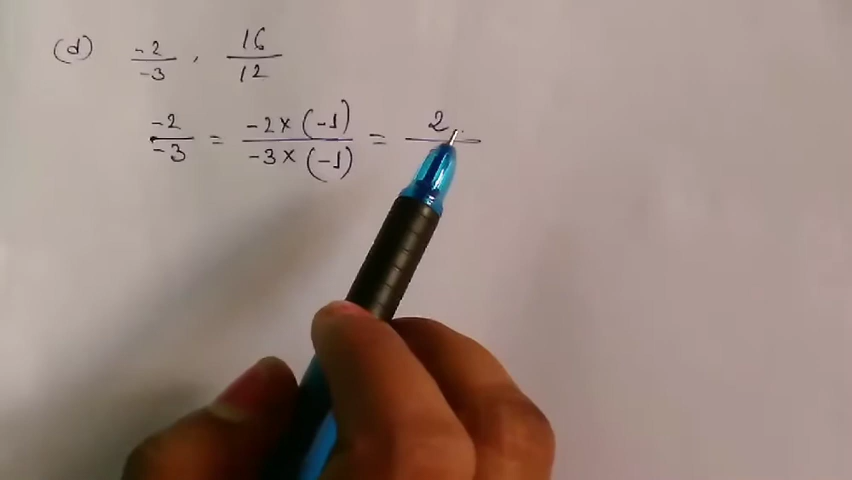 (d) -2/-3 , 16/12
-2/-3 = -2×(-1)/-3×(-1) = 2/